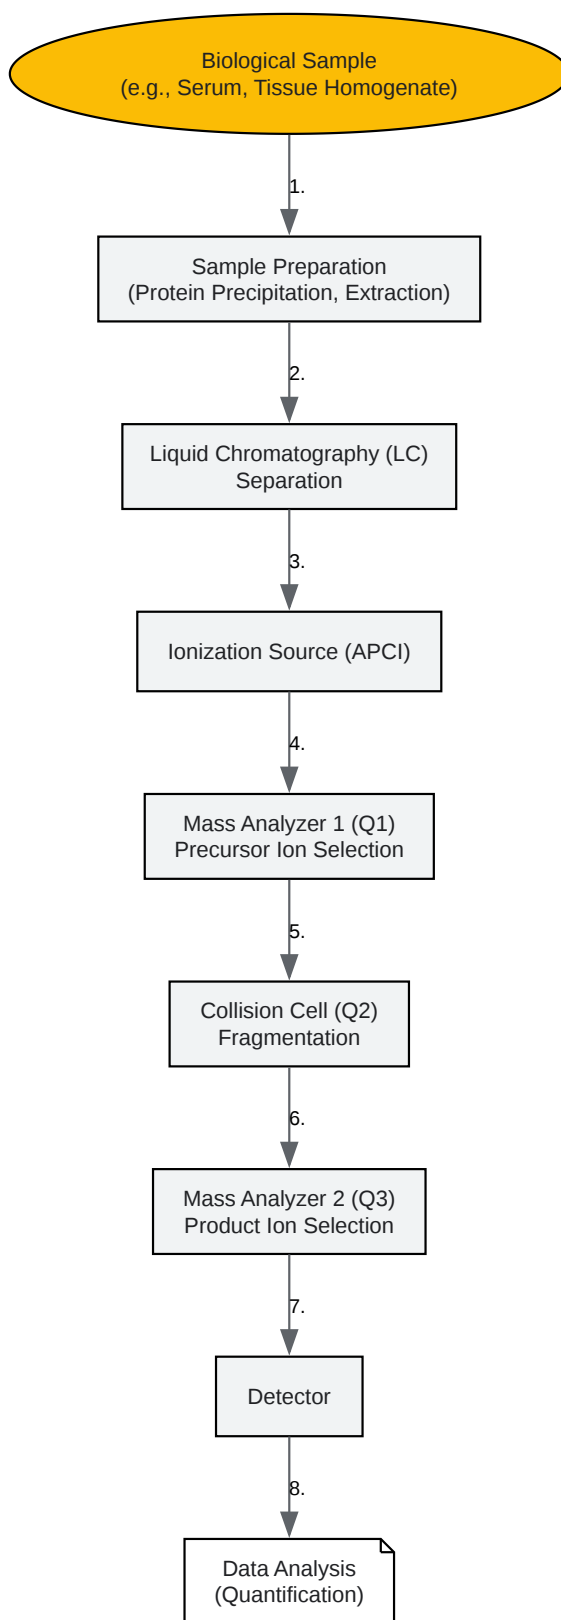 Biological Sample
(e.g., Serum, Tissue Homogenate)
1.
Sample Preparation
(Protein Precipitation, Extraction)
2.
Liquid Chromatography (LC)
Separation
3.
Ionization Source (APCI)
4.
Mass Analyzer 1 (Q1)
Precursor Ion Selection
5.
Collision Cell (Q2)
Fragmentation
6.
Mass Analyzer 2 (Q3)
Product Ion Selection
7.
Detector
8.
Data Analysis
(Quantification)